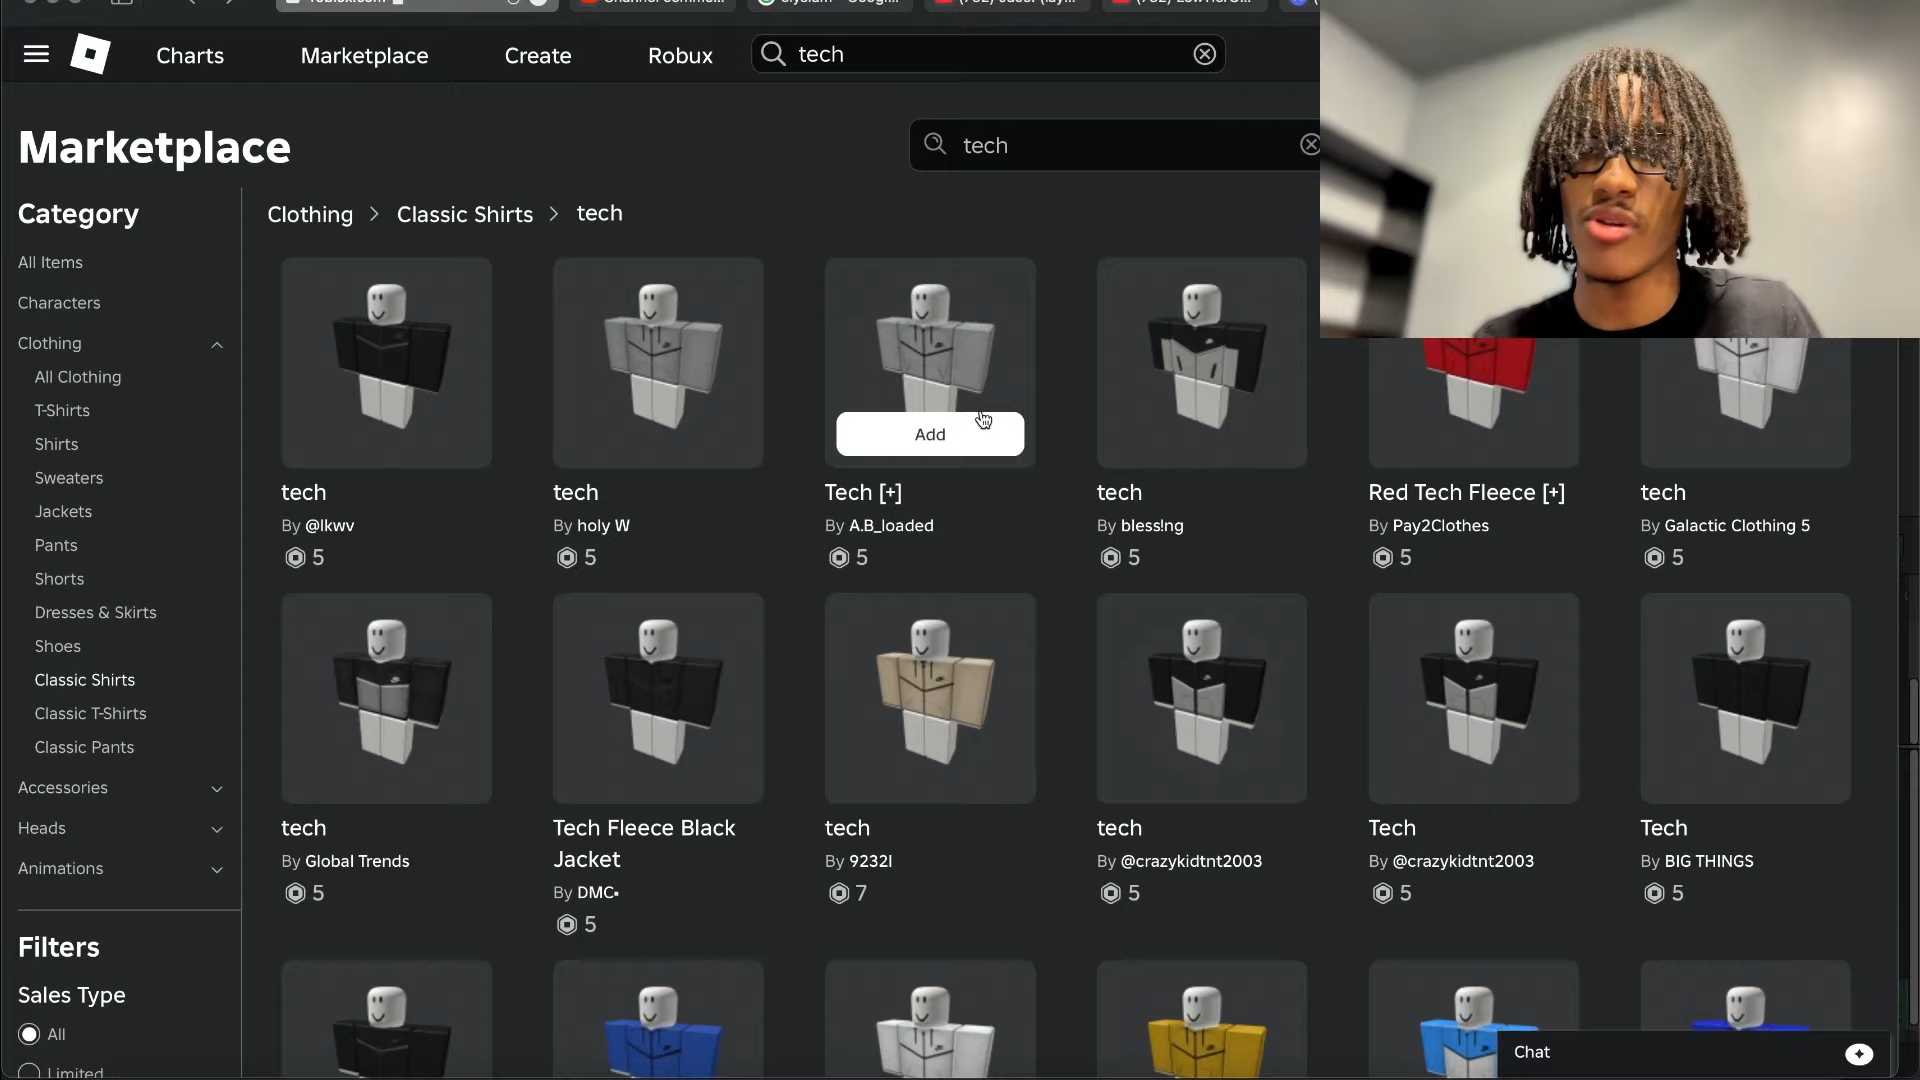 Charts Marketplace Create Robux tech
Marketplace
tech
Category
Clothing > Classic Shirts > tech
All Items
Characters
Clothing
All Clothing
T-Shirts
Shirts
Sweaters
Jackets
Pants
Shorts
Dresses & Skirts
Shoes
Classic Shirts
Classic T-Shirts
Classic Pants
Accessories
Heads
Animations
Filters
Sales Type
All
Limited
Add
tech
By @lkwv
5
tech
By holy W
5
Tech [+]
By A.B_loaded
5
tech
By bless!ng
5
Red Tech Fleece [+]
By Pay2Clothes
5
tech
By Galactic Clothing 5
5
tech
By Global Trends
5
Tech Fleece Black
Jacket
By DMC▪
5
tech
By 9232l
7
tech
By @crazykidtnt2003
5
Tech
By @crazykidtnt2003
5
Tech
By BIG THINGS
5
Chat